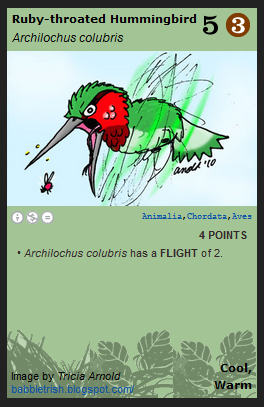 Ruby-throated Hummingbird 5 3
Archilochus colubris
arnold '10
Animalia,Chordata,Aves
4 POINTS
• Archilochus colubris has a FLIGHT of 2.
Cool,
Warm
Image by Tricia Arnold
babbletrish.blogspot.com/